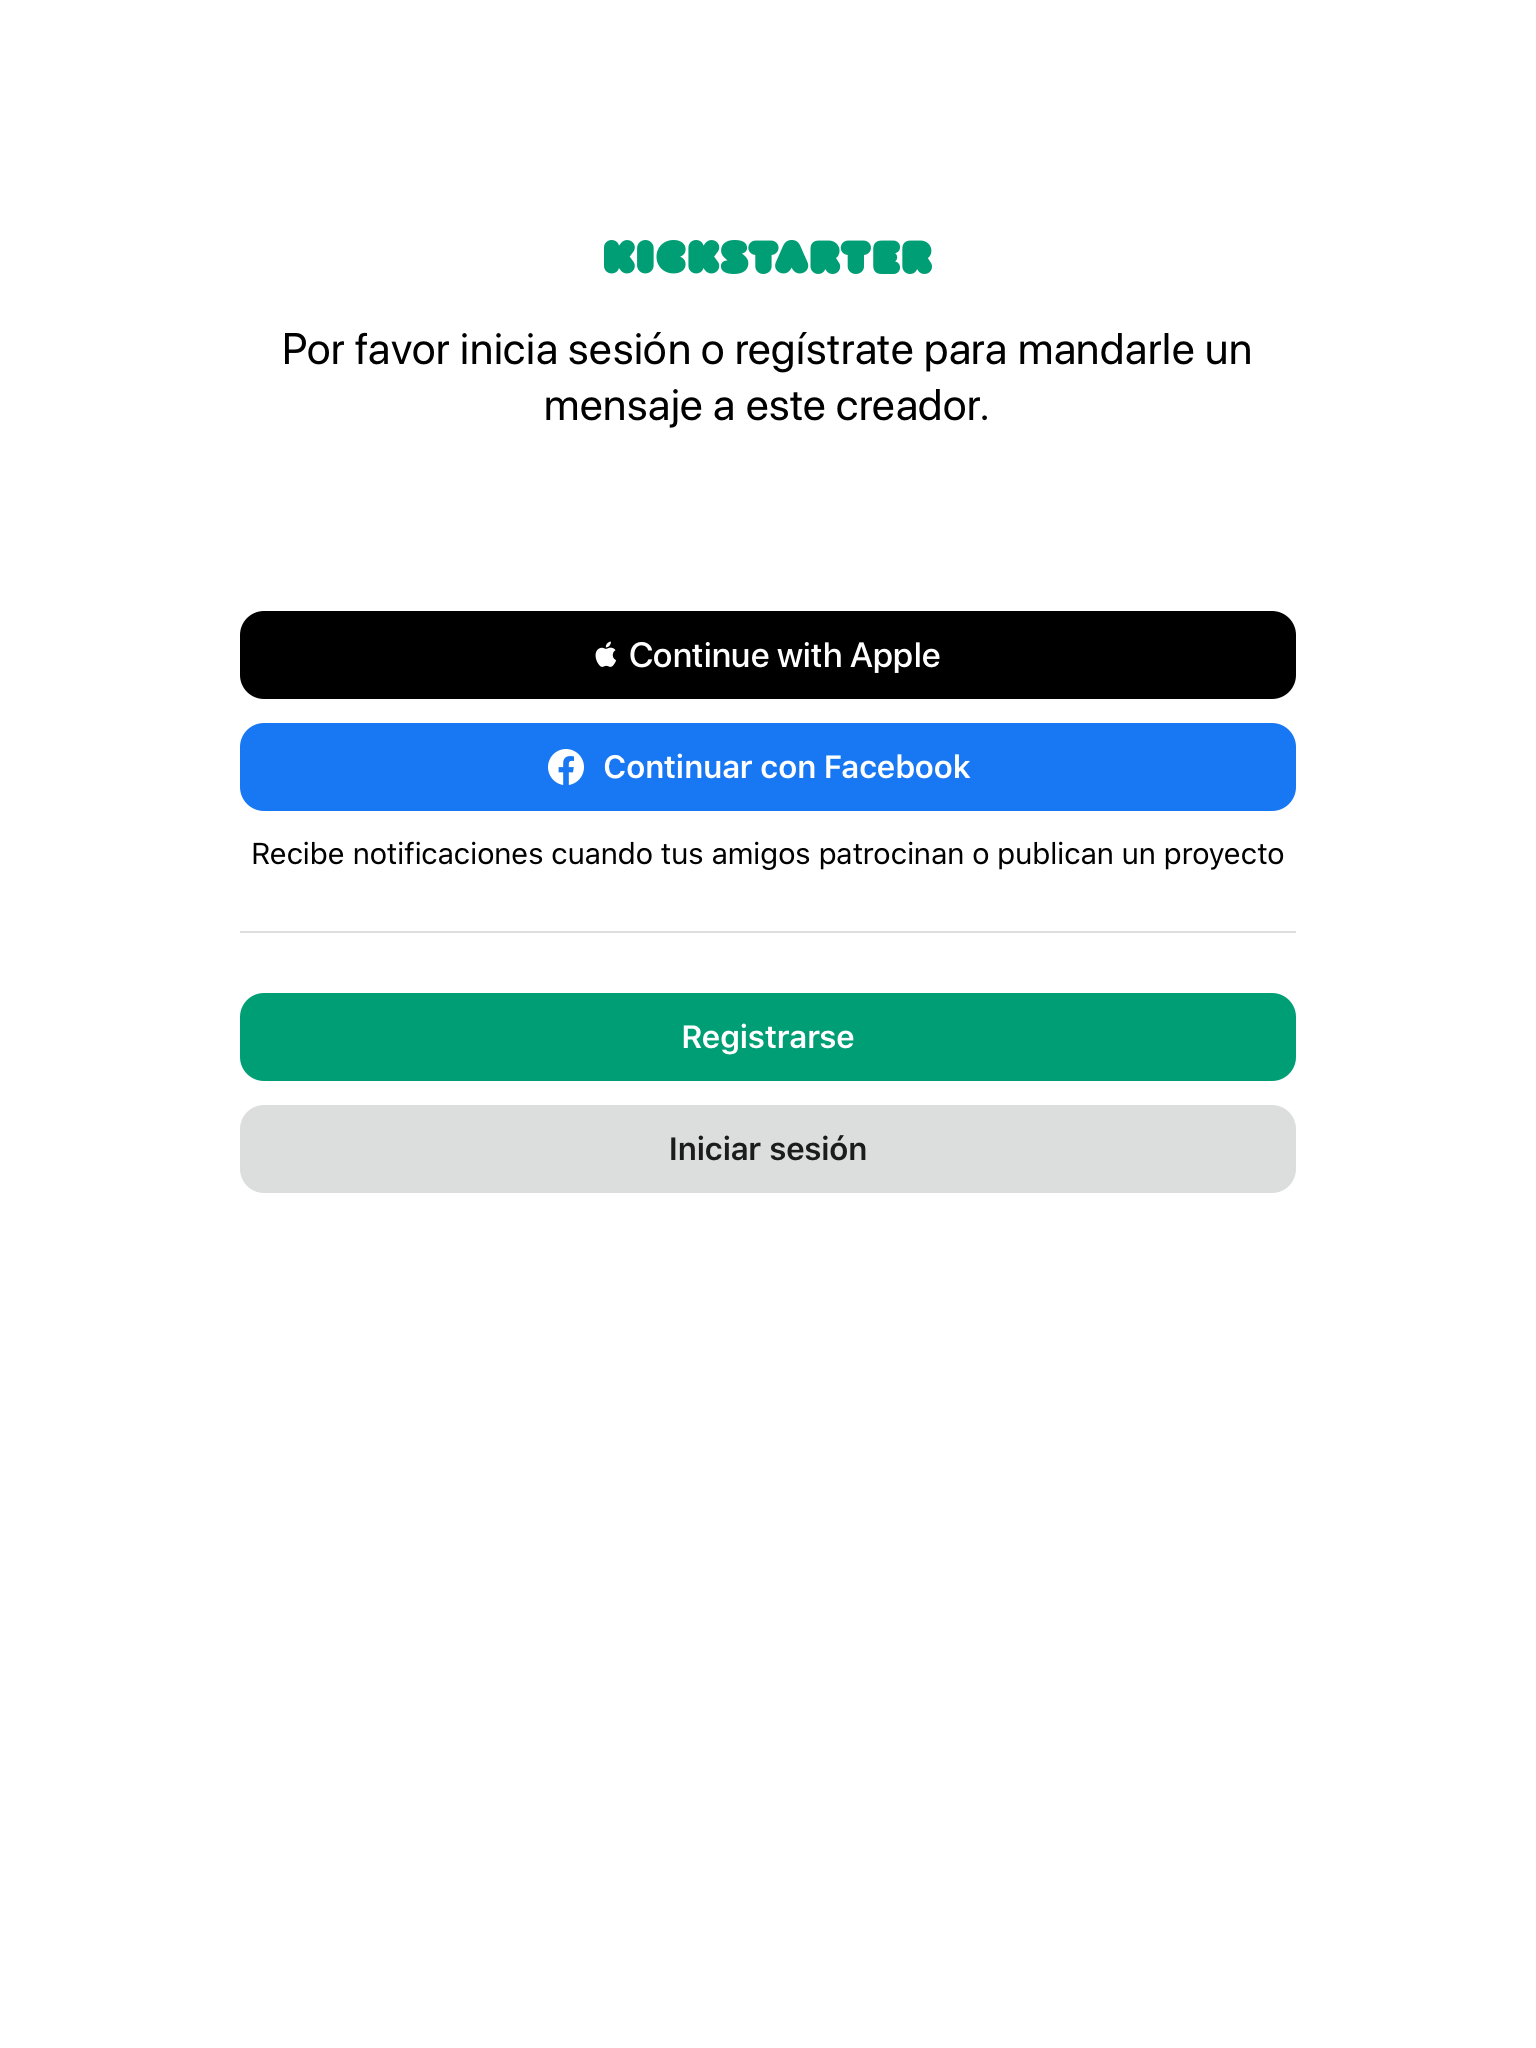 KICKSTARTER
Por favor inicia sesión o regístrate para mandarle un
mensaje a este creador.
Continue with Apple
Continuar con Facebook
Recibe notificaciones cuando tus amigos patrocinan o publican un proyecto
Registrarse
Iniciar sesión